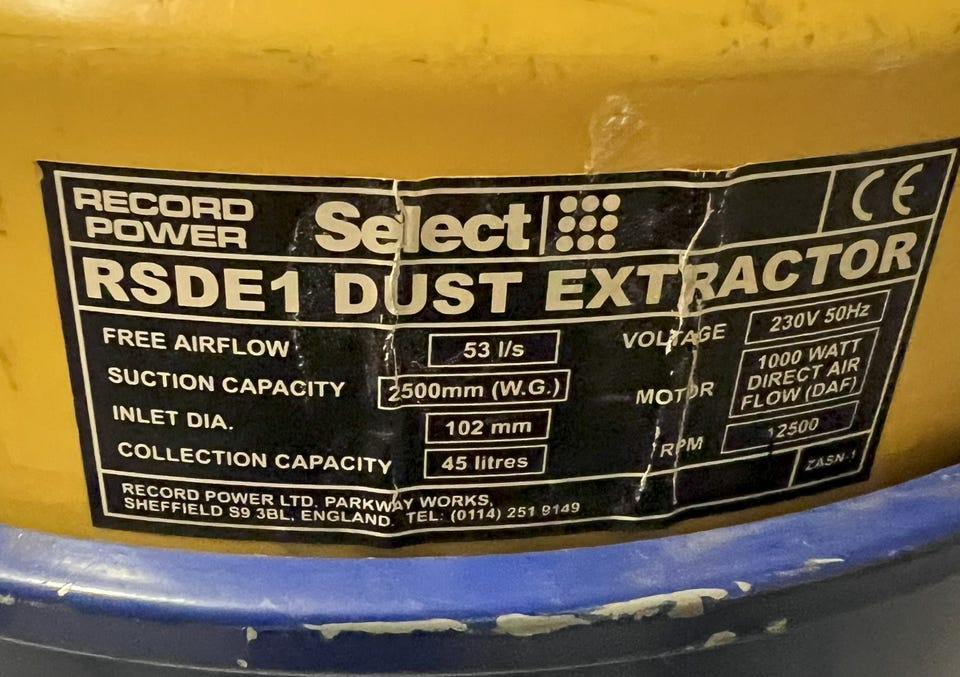 RECORD
POWER
Select
CE
RSDE1 DUST EXTRACTOR
FREE AIRFLOW 53 l/s
SUCTION CAPACITY 2500mm (W.G.)
INLET DIA. 102 mm
COLLECTION CAPACITY 45 litres
VOLTAGE 230V 50Hz
MOTOR 1000 WATT
DIRECT AIR
FLOW (DAF)
RPM 12500
ZASN-1
RECORD POWER LTD. PARKWAY WORKS,
SHEFFIELD S9 3BL, ENGLAND. TEL: (0114) 251 9149